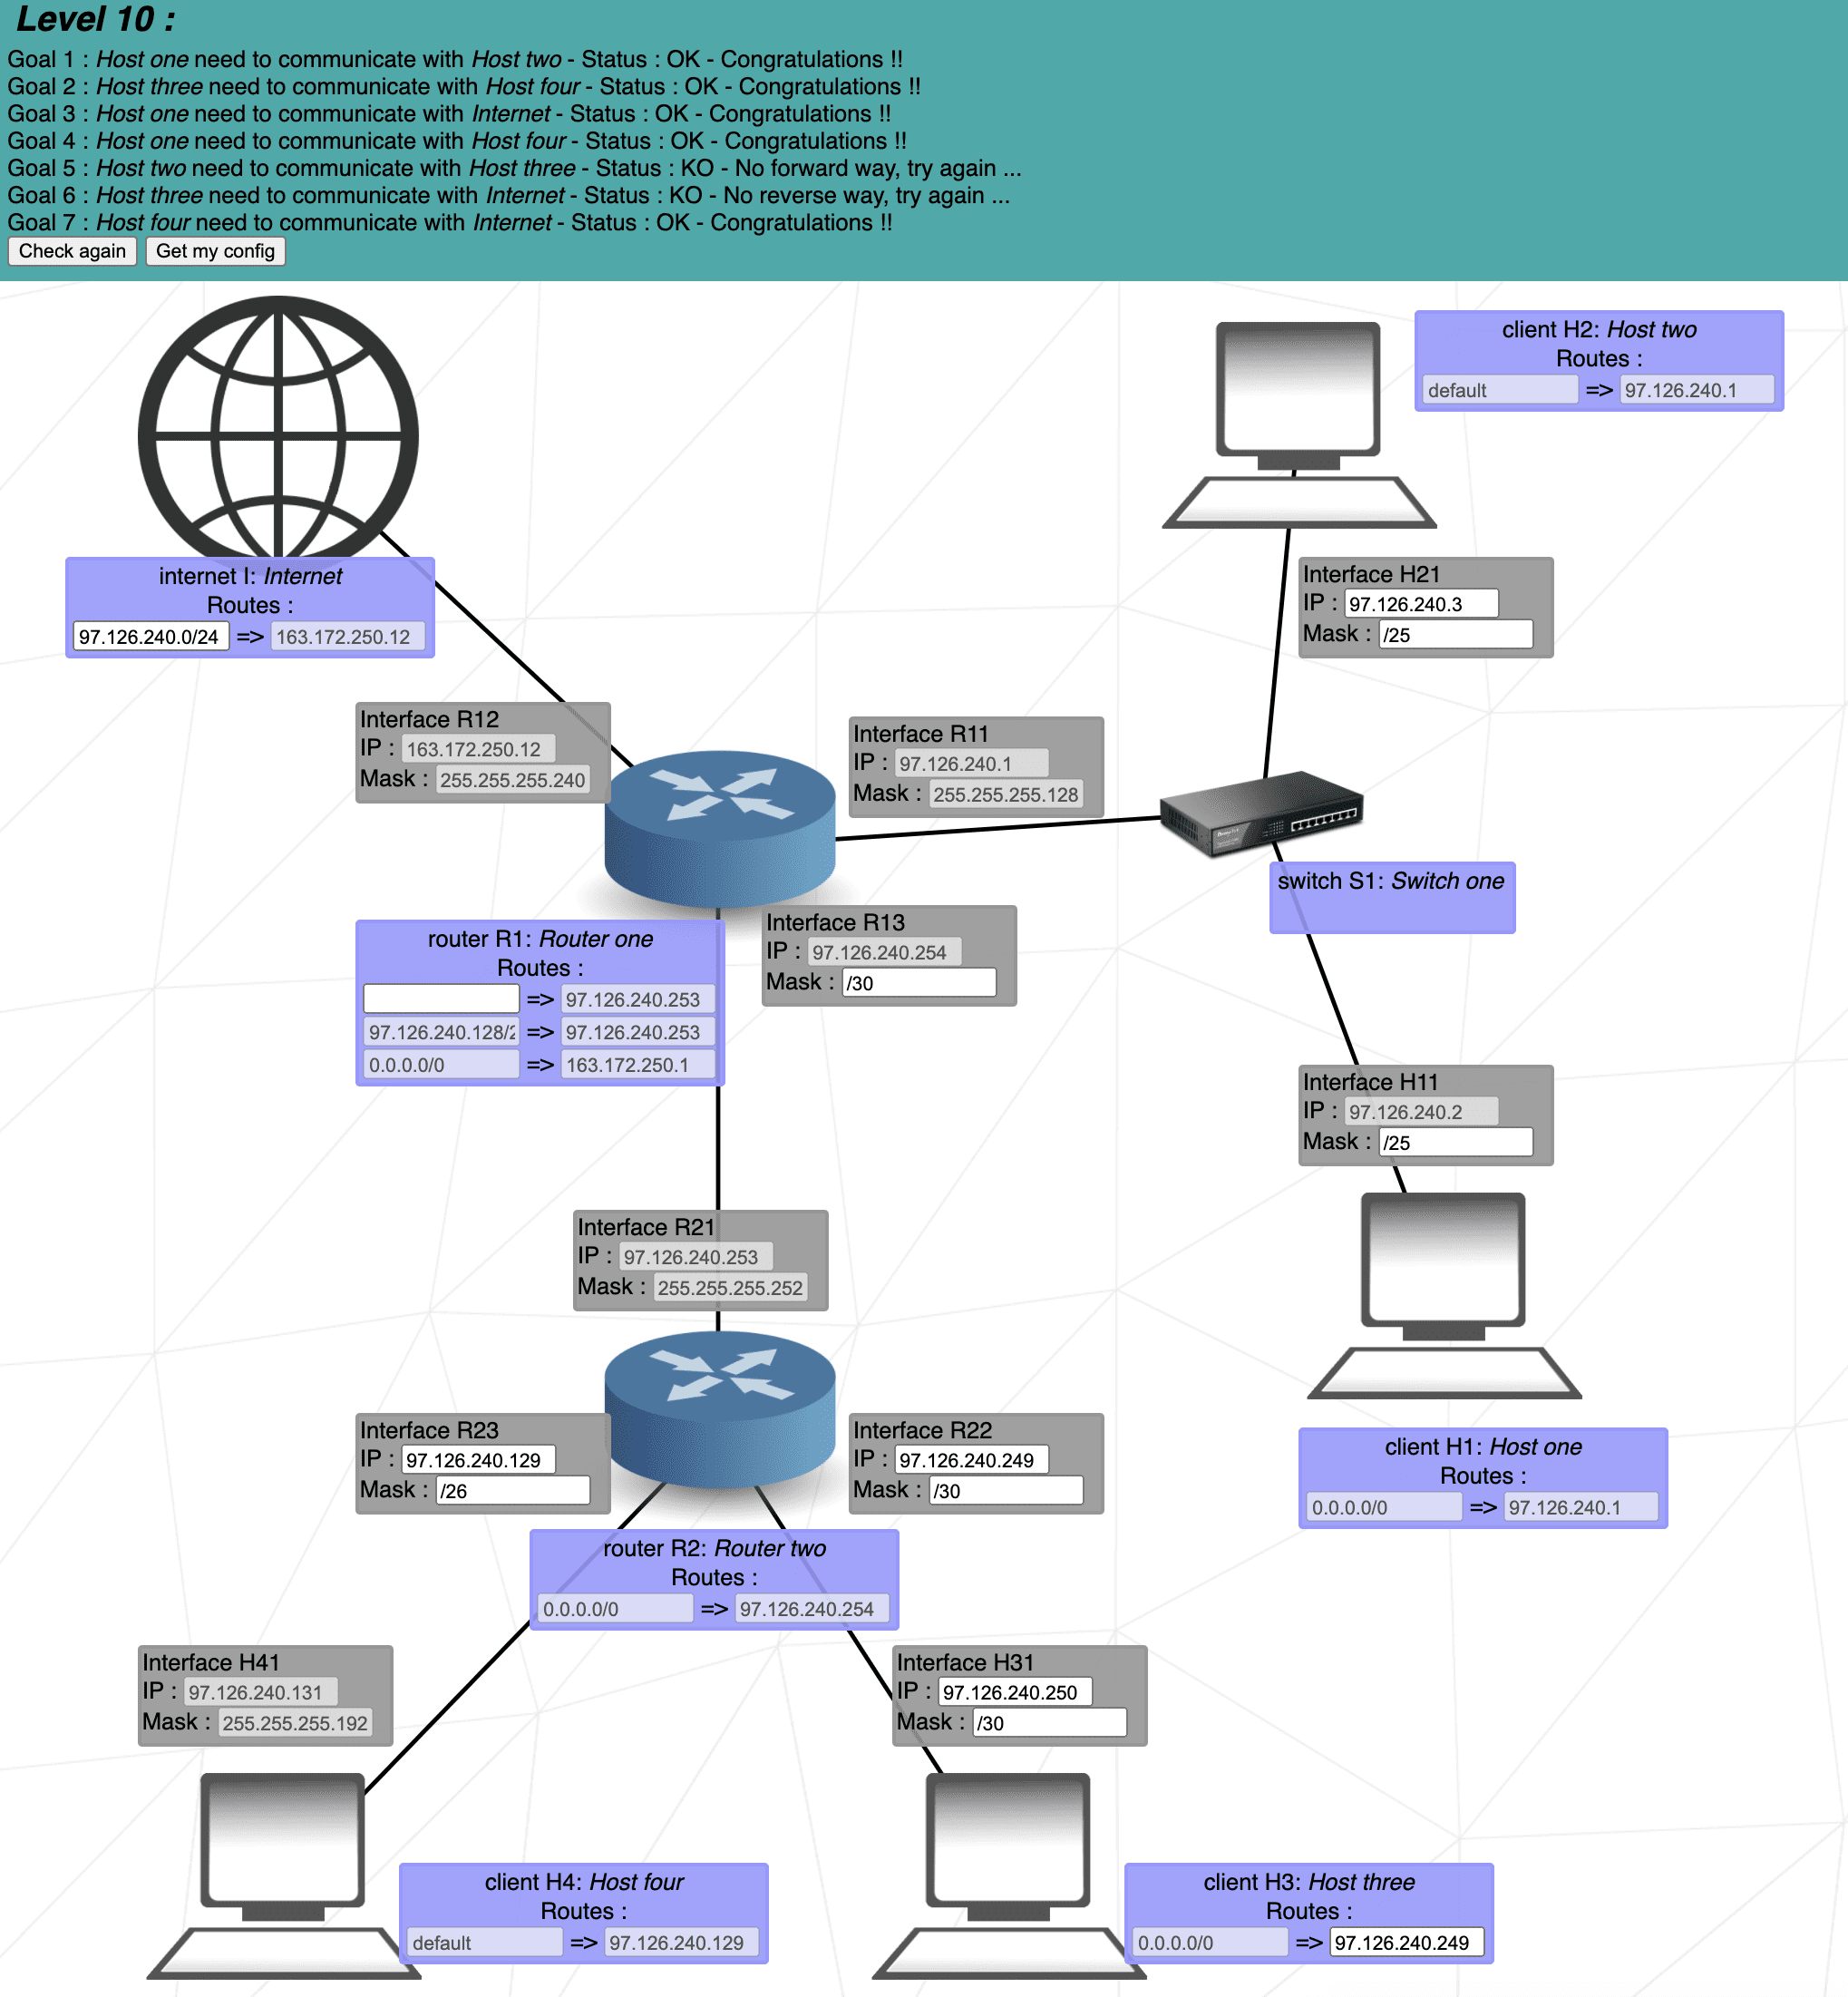 Level 10 :
Goal 1 : Host one need to communicate with Host two - Status : OK - Congratulations !!
Goal 2 : Host three need to communicate with Host four - Status : OK - Congratulations !!
Goal 3 : Host one need to communicate with Internet - Status : OK - Congratulations !!
Goal 4 : Host one need to communicate with Host four - Status : OK - Congratulations !!
Goal 5 : Host two need to communicate with Host three - Status : KO - No forward way, try again ...
Goal 6 : Host three need to communicate with Internet - Status : KO - No reverse way, try again ...
Goal 7 : Host four need to communicate with Internet - Status : OK - Congratulations !!
Check again Get my config
client H2: Host two
Routes :
default => 97.126.240.1
internet I: Internet
Routes :
97.126.240.0/24 => 163.172.250.12
Interface H21
IP : 97.126.240.3
Mask : /25
Interface R12
IP : 163.172.250.12
Mask : 255.255.255.240
Interface R11
IP : 97.126.240.1
Mask : 255.255.255.128
switch S1: Switch one
router R1: Router one
Routes :
=> 97.126.240.253
97.126.240.128/2 => 97.126.240.253
0.0.0.0/0 => 163.172.250.1
Interface R13
IP : 97.126.240.254
Mask : /30
Interface H11
IP : 97.126.240.2
Mask : /25
Interface R21
IP : 97.126.240.253
Mask : 255.255.255.252
Interface R23
IP : 97.126.240.129
Mask : /26
Interface R22
IP : 97.126.240.249
Mask : /30
client H1: Host one
Routes :
0.0.0.0/0 => 97.126.240.1
router R2: Router two
Routes :
0.0.0.0/0 => 97.126.240.254
Interface H41
IP : 97.126.240.131
Mask : 255.255.255.192
Interface H31
IP : 97.126.240.250
Mask : /30
client H4: Host four
Routes :
default => 97.126.240.129
client H3: Host three
Routes :
0.0.0.0/0 => 97.126.240.249